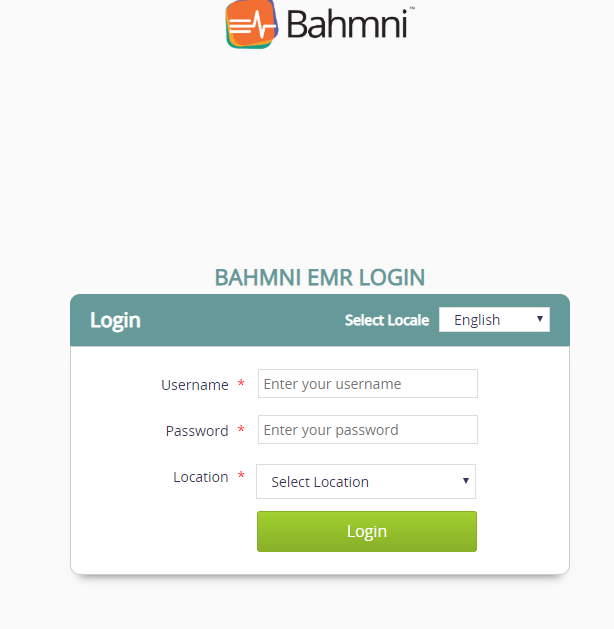 Bahmni™
BAHMNI EMR LOGIN
Login Select Locale English
Username * Enter your username
Password * Enter your password
Location * Select Location
Login